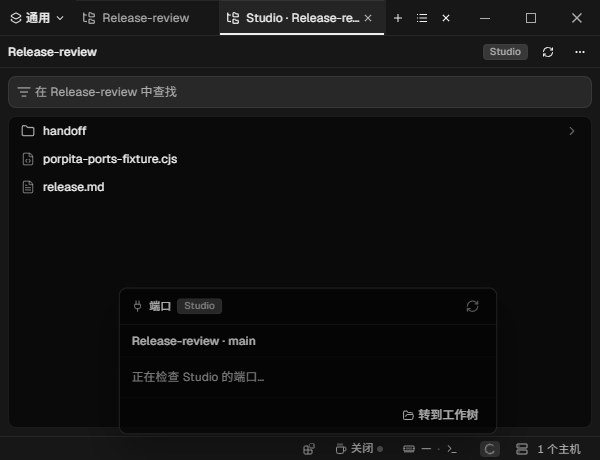 通用 Release-review Studio · Release-re...
Release-review Studio
在 Release-review 中查找
handoff
porpita-ports-fixture.cjs
release.md
端口 Studio
Release-review · main
正在检查 Studio 的端口...
转到工作树
关闭 1 个主机